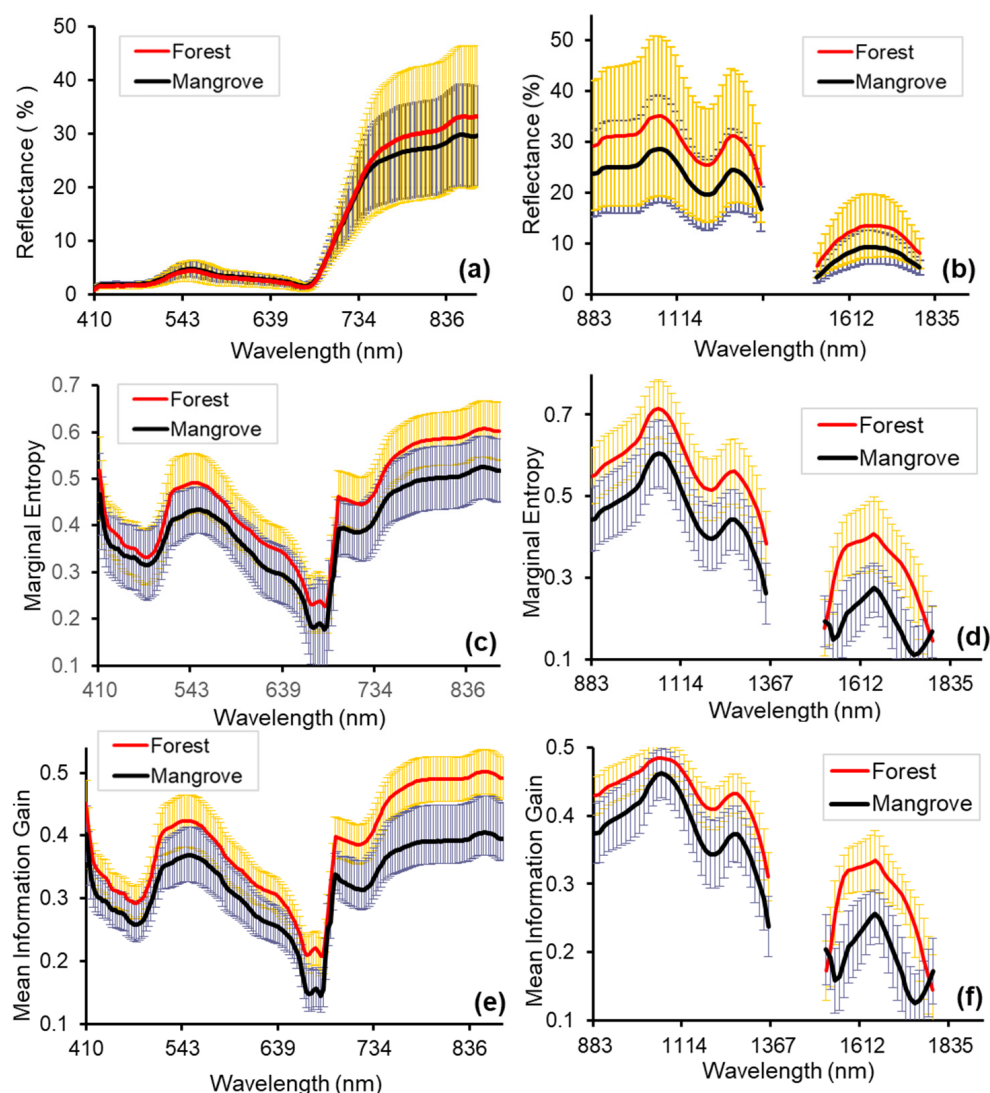 50
40
30
20
10
0
Reflectance ( % )
Forest
Mangrove
(a)
410 543 639 734 836
Wavelength (nm)
50
40
30
20
10
0
Reflectance (%)
Forest
Mangrove
(b)
883 1114 1367 1612 1835
Wavelength (nm)
0.7
0.6
0.5
0.4
0.3
0.2
0.1
Marginal Entropy
Forest
Mangrove
(c)
410 543 639 734 836
Wavelength (nm)
0.7
0.5
0.3
0.1
Marginal Entropy
Forest
Mangrove
(d)
883 1114 1367 1612 1835
Wavelength (nm)
0.5
0.4
0.3
0.2
0.1
Mean Information Gain
Forest
Mangrove
(e)
410 543 639 734 836
Wavelength (nm)
0.5
0.4
0.3
0.2
0.1
Mean Information Gain
Forest
Mangrove
(f)
883 1114 1367 1612 1835
Wavelength (nm)